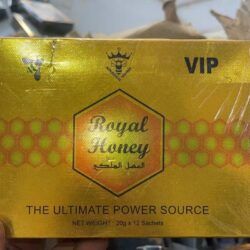 VIP
Royal
Honey
العسل الملكي
THE ULTIMATE POWER SOURCE
NET WEIGHT - 20g x 12 Sachets